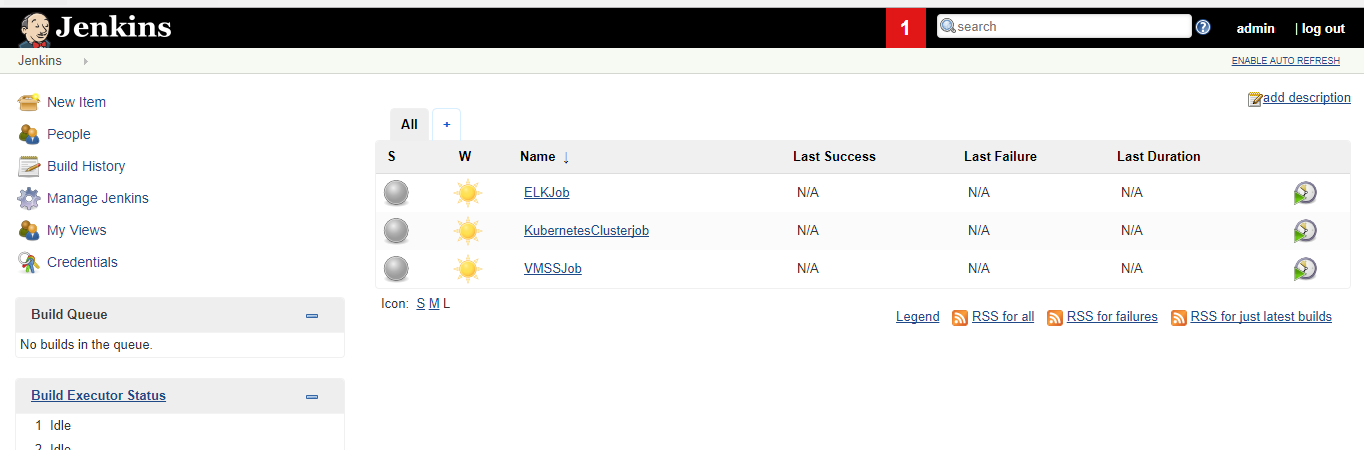 Jenkins 1 search admin | log out
Jenkins ENABLE AUTO REFRESH
New Item
People
Build History
Manage Jenkins
My Views
Credentials
Build Queue
No builds in the queue.
Build Executor Status
1 Idle
2 Idle
add description
All +
S W Name ↓ Last Success Last Failure Last Duration
ELKJob N/A N/A N/A
KubernetesClusterjob N/A N/A N/A
VMSSJob N/A N/A N/A
Icon: S M L
Legend RSS for all RSS for failures RSS for just latest builds